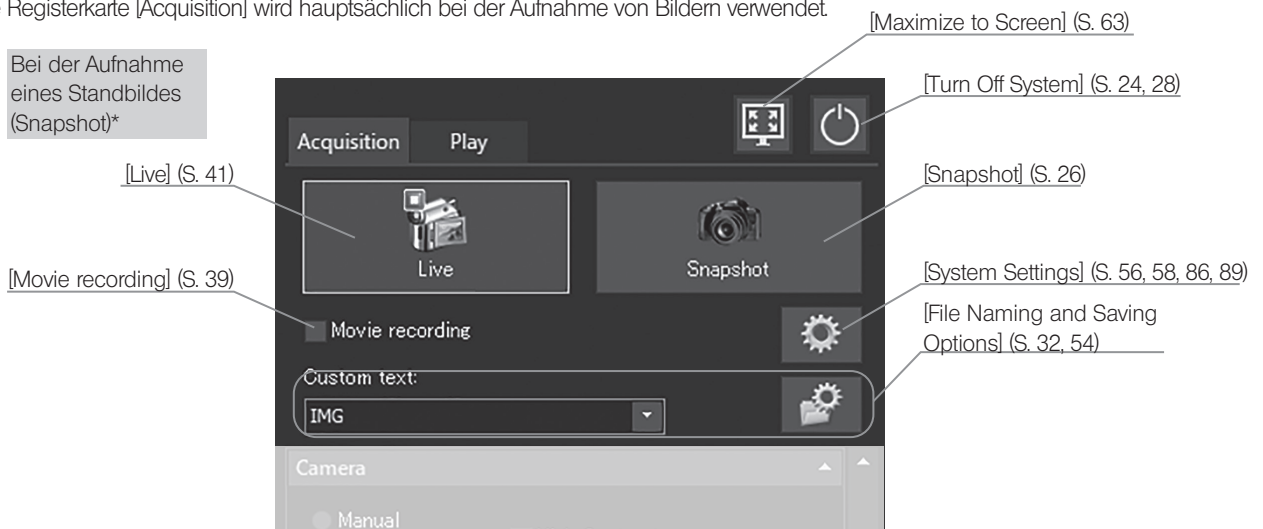 Registerkarte [Acquisition] wird hauptsächlich bei der Aufnahme von Bildern verwendet.
[Maximize to Screen] (S. 63)
Bei der Aufnahme
eines Standbildes
(Snapshot)*
[Turn Off System] (S. 24, 28)
Acquisition Play
[Live] (S. 41)
[Snapshot] (S. 26)
Live Snapshot
[Movie recording] (S. 39)
[System Settings] (S. 56, 58, 86, 89)
Movie recording
[File Naming and Saving
Options] (S. 32, 54)
Custom text:
IMG
Camera
Manual